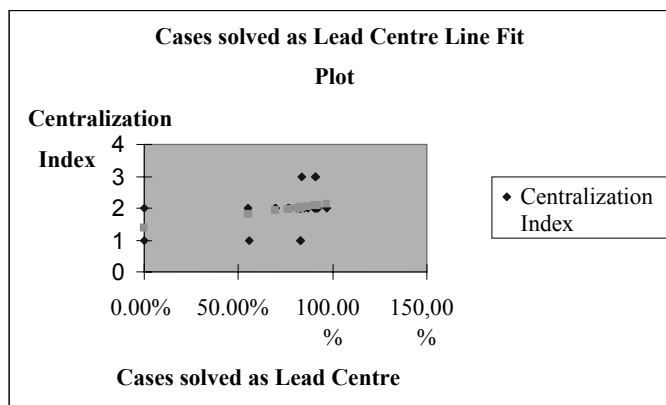 Cases solved as Lead Centre Line Fit
Plot
Centralization
Index
4
3
2
1
0
0.00% 50.00% 100.00 150,00
% %
Cases solved as Lead Centre
Centralization
Index